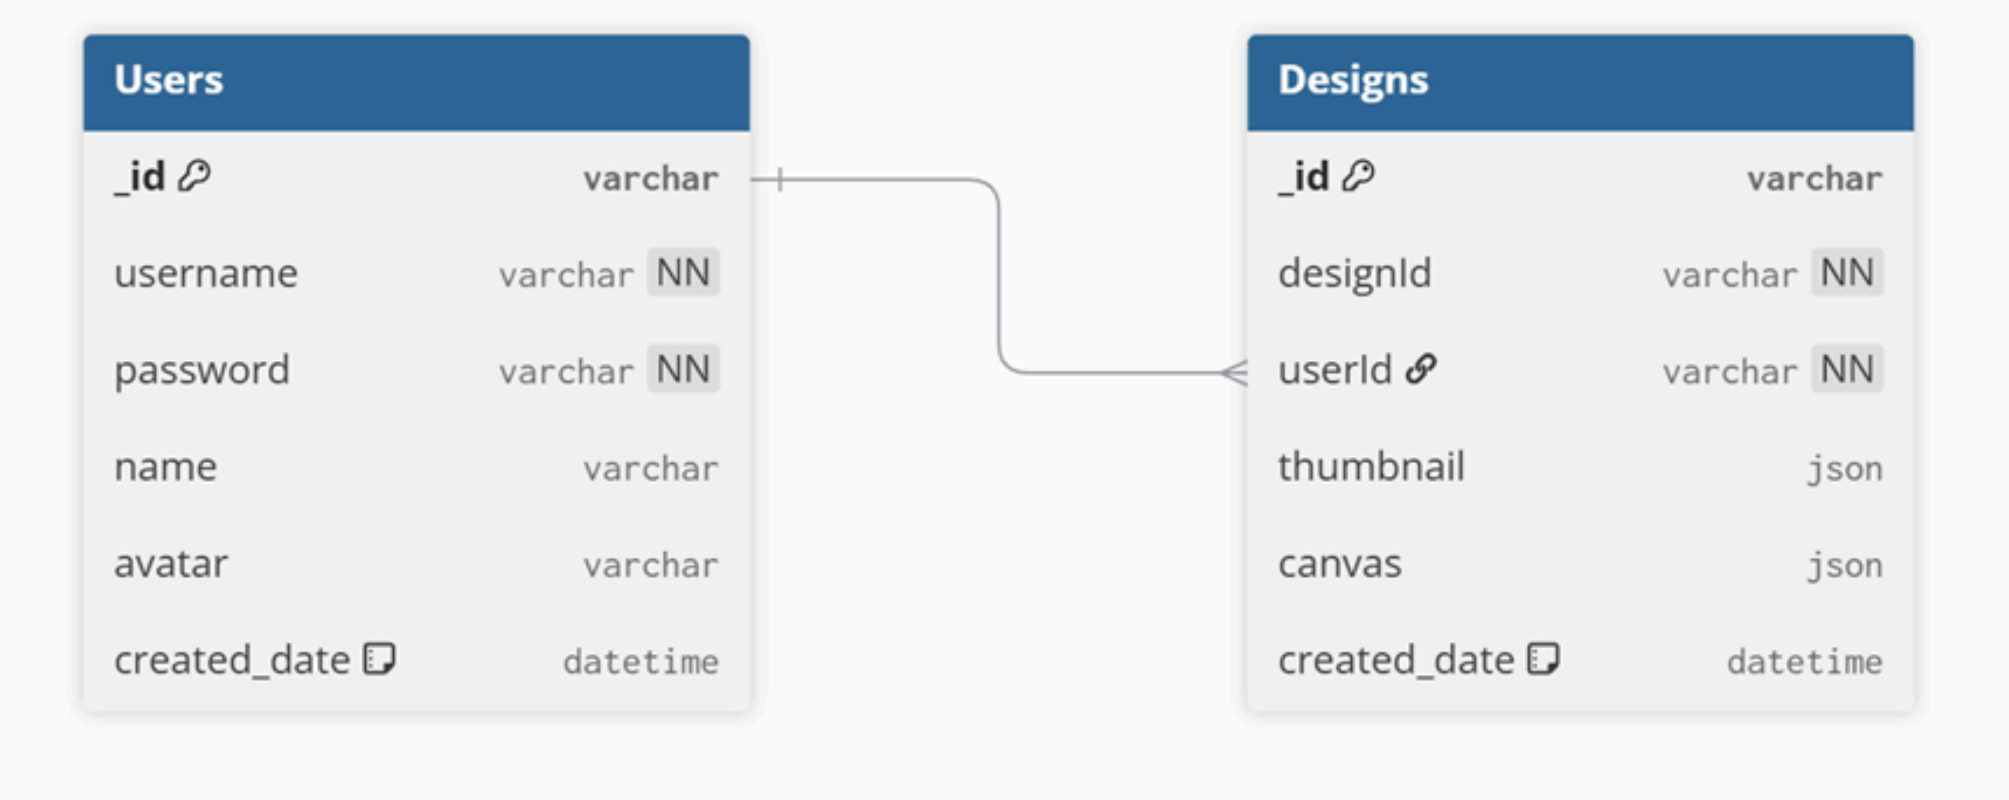 Users
_id varchar
username varchar NN
password varchar NN
name varchar
avatar varchar
created_date datetime
Designs
_id varchar
designId varchar NN
userId varchar NN
thumbnail json
canvas json
created_date datetime